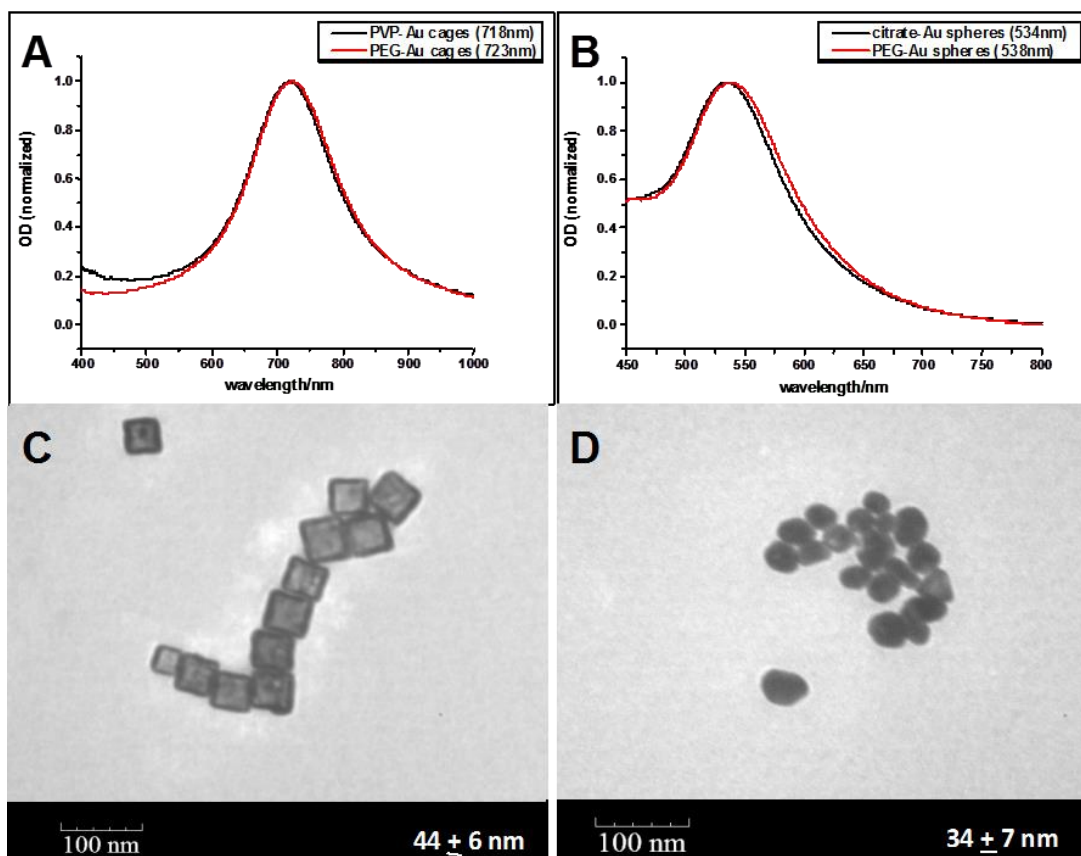 A
PVP- Au cages (718nm)
PEG-Au cages (723nm)
OD (normalized)
1.0
0.8
0.6
0.4
0.2
0.0
400 500 600 700 800 900 1000
wavelength/nm
B
citrate-Au spheres (534nm)
PEG-Au spheres (538nm)
OD (normalized)
1.0
0.8
0.6
0.4
0.2
0.0
450 500 550 600 650 700 750 800
wavelength/nm
C
100 nm
44 ± 6 nm
D
100 nm
34 ± 7 nm